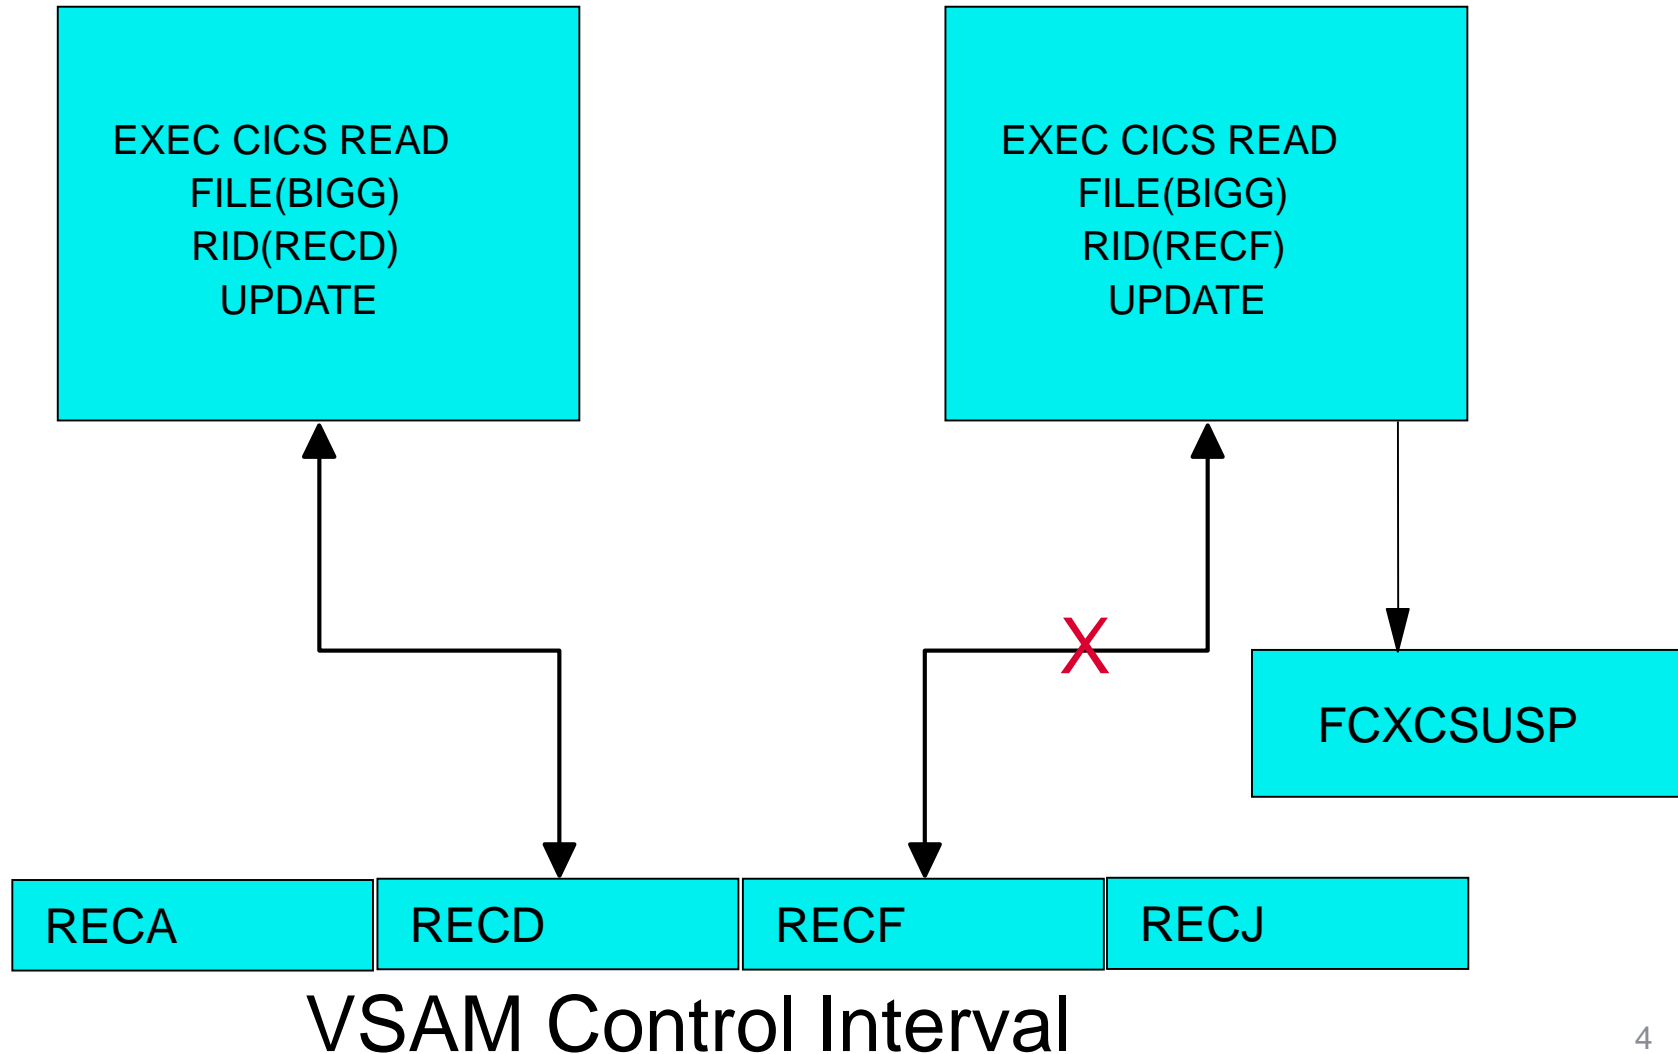 EXEC CICS READ
FILE(BIGG)
RID(RECD)
UPDATE
EXEC CICS READ
FILE(BIGG)
RID(RECF)
UPDATE
X
FCXCSUSP
RECA
RECD
RECF
RECJ
VSAM Control Interval
4